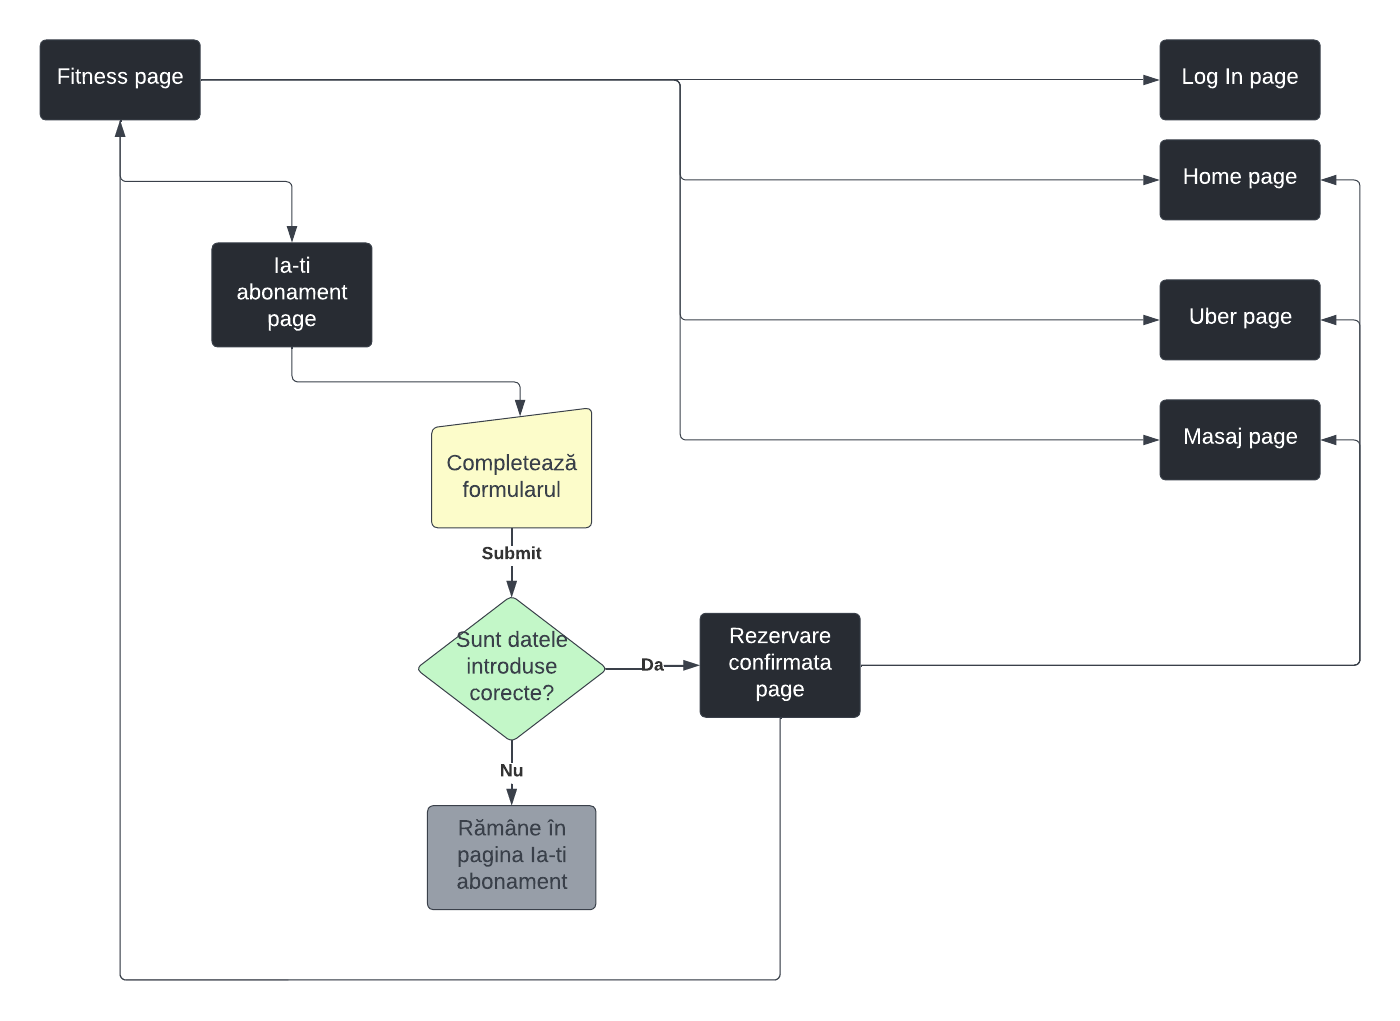 Fitness page
Log In page
Home page
Ia-ti
abonament
page
Uber page
Masaj page
Completează
formularul
Submit
Sunt datele
introduse
corecte?
Da
Rezervare
confirmata
page
Nu
Rămâne în
pagina Ia-ti
abonament